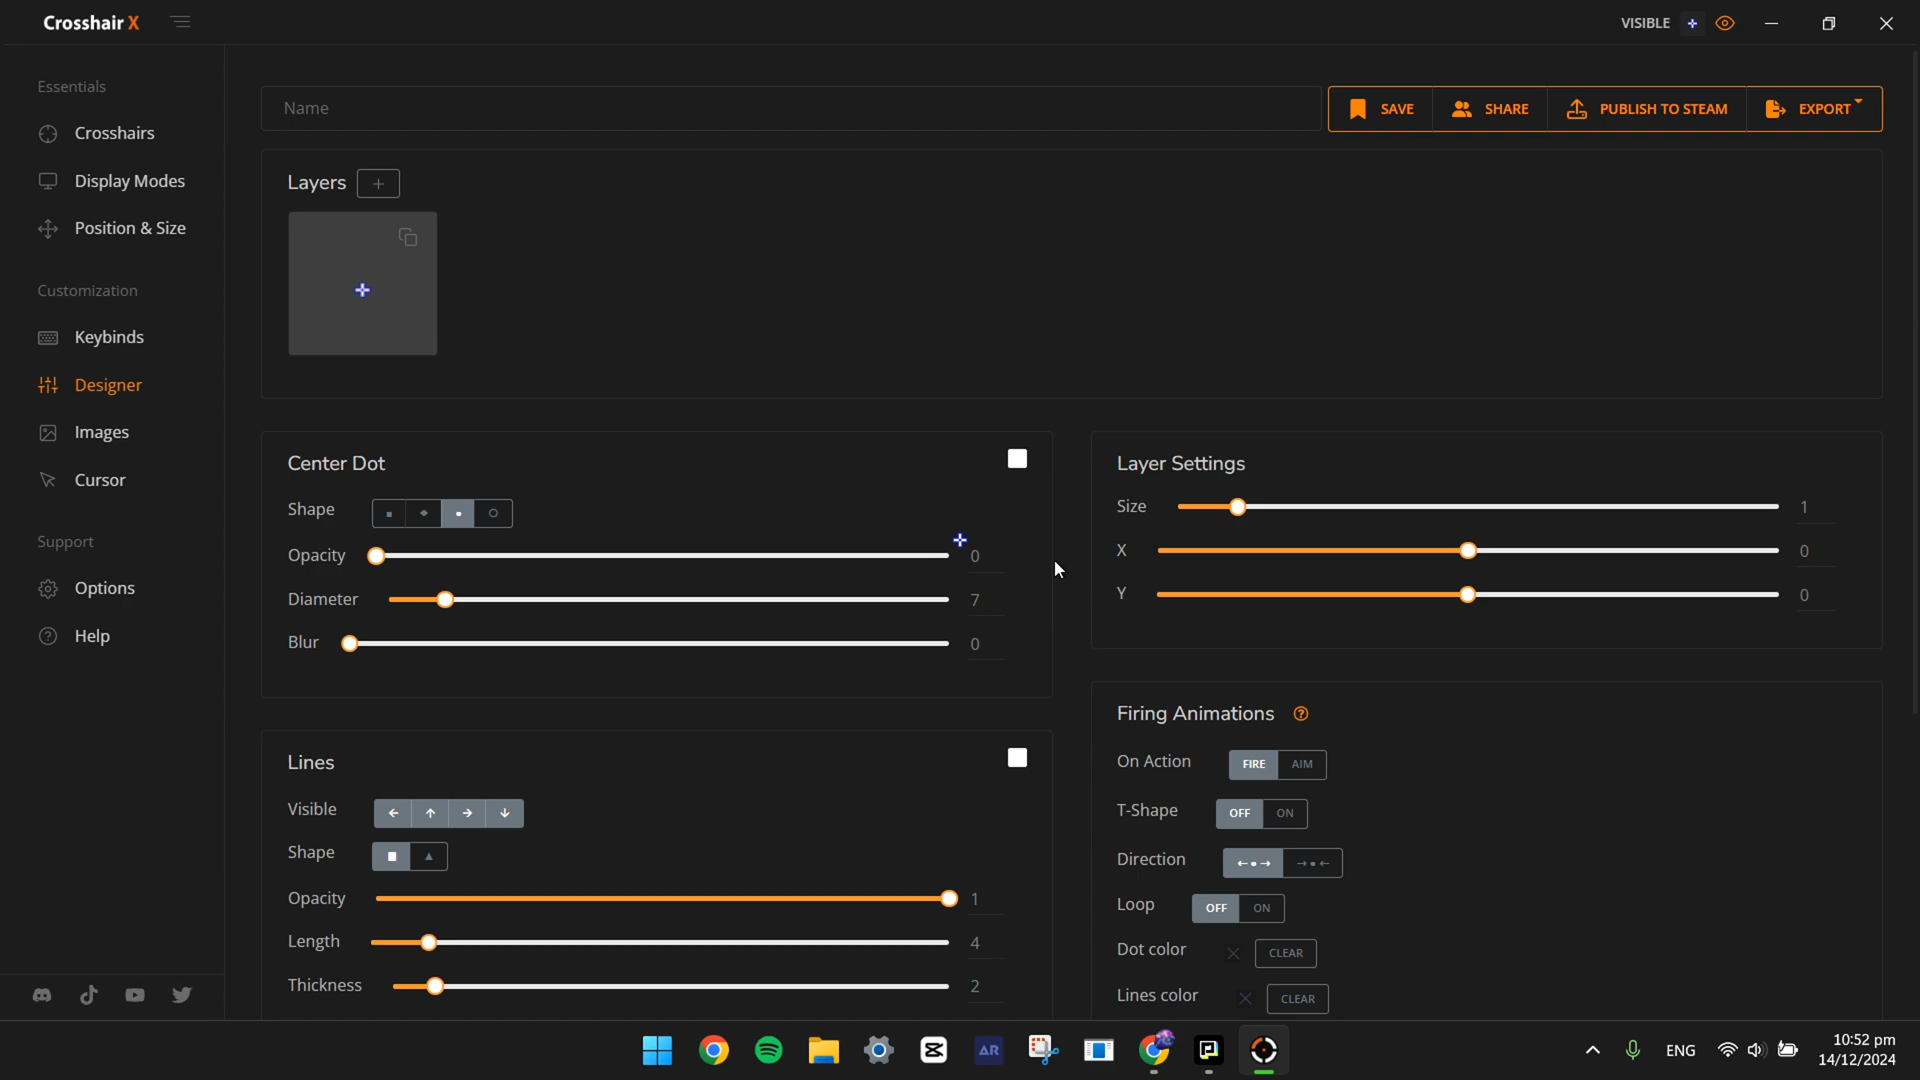 Crosshair X
VISIBLE
Essentials
Crosshairs
Display Modes
Position & Size
Customization
Keybinds
Designer
Images
Cursor
Support
Options
Help
Name
SAVE
SHARE
PUBLISH TO STEAM
EXPORT
Layers +
Center Dot
Shape
Opacity 0
Diameter 7
Blur 0
Lines
Visible
Shape
Opacity 1
Length 4
Thickness 2
Layer Settings
Size 1
X 0
Y 0
Firing Animations ?
On Action FIRE AIM
T-Shape OFF ON
Direction
Loop OFF ON
Dot color CLEAR
Lines color CLEAR
AR
ENG
10:52 pm
14/12/2024